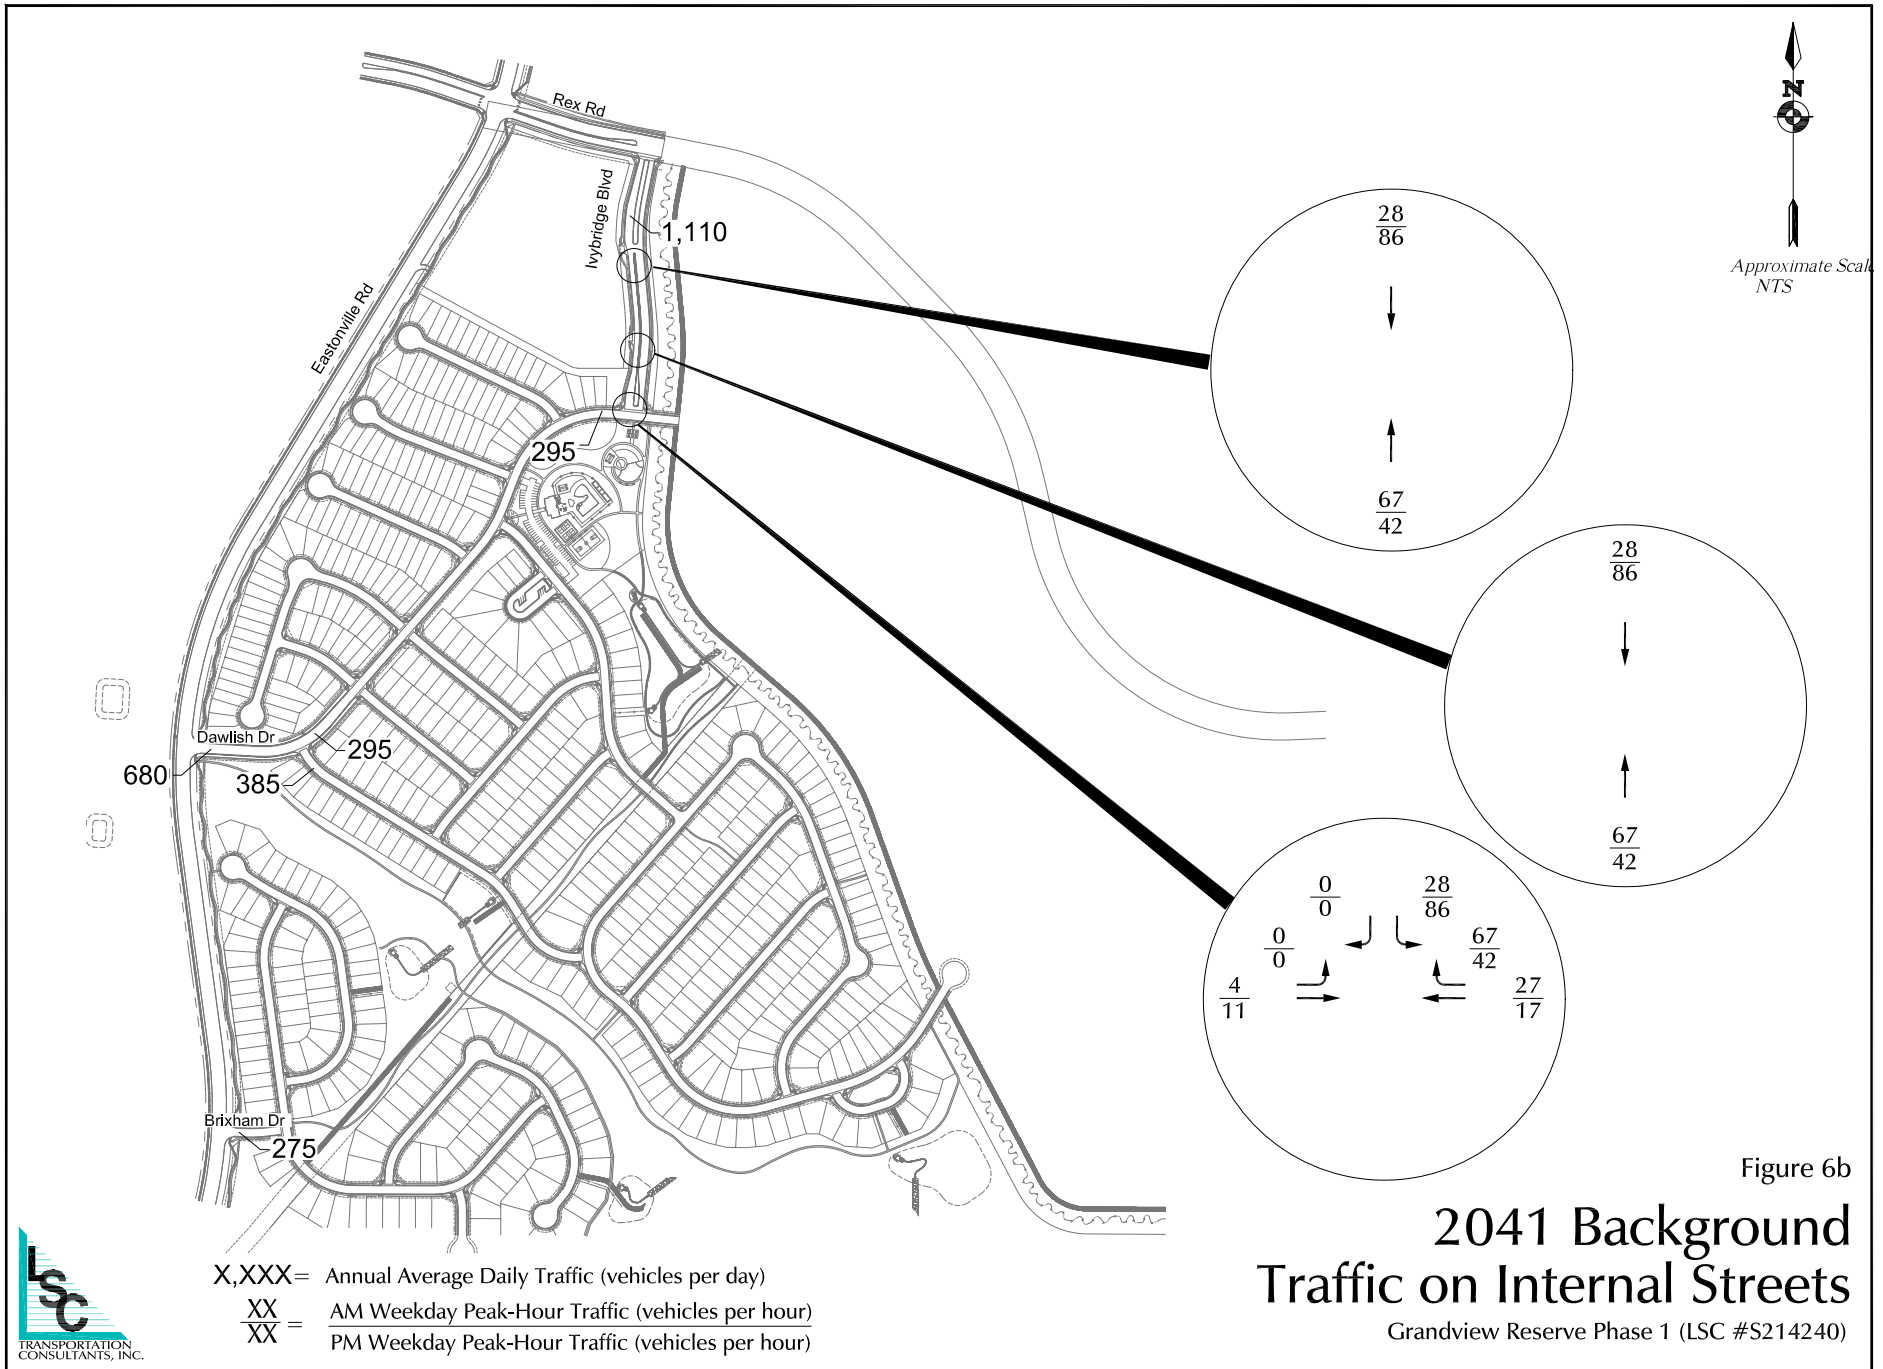 Rex Rd
N
Ivybridge Blvd
1,110
28
86
Approximate Scale
NTS
Eastonville Rd
295
67
42
28
86
Dawlish Dr
295
680
385
67
42
0
0
28
86
0
0
67
42
4
11
27
17
Brixham Dr
275
Figure 6b
2041 Background
Traffic on Internal Streets
Grandview Reserve Phase 1 (LSC #S214240)
X,XXX= Annual Average Daily Traffic (vehicles per day)
XX
XX
=
AM Weekday Peak-Hour Traffic (vehicles per hour)
PM Weekday Peak-Hour Traffic (vehicles per hour)
LSC
TRANSPORTATION
CONSULTANTS, INC.